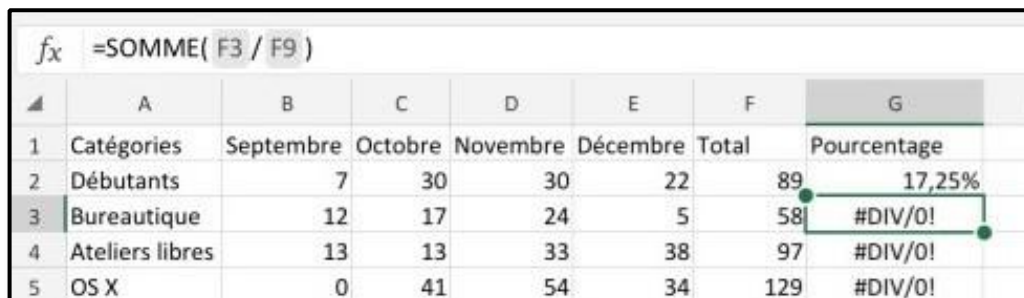 fx =SOMME( F3 / F9 )
A B C D E F G
1 Catégories Septembre Octobre Novembre Décembre Total Pourcentage
2 Débutants 7 30 30 22 89 17,25%
3 Bureautique 12 17 24 5 58 #DIV/0!
4 Ateliers libres 13 13 33 38 97 #DIV/0!
5 OS X 0 41 54 34 129 #DIV/0!